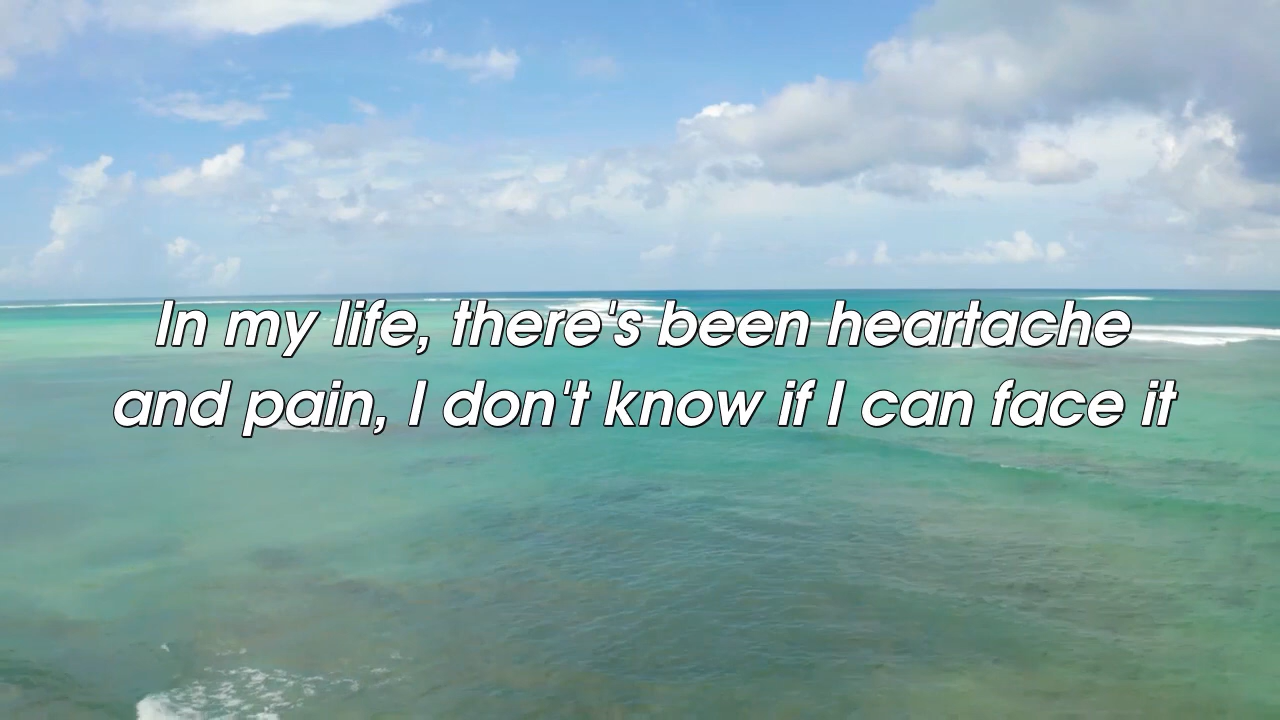 In my life, there's been heartache
and pain, I don't know if I can face it